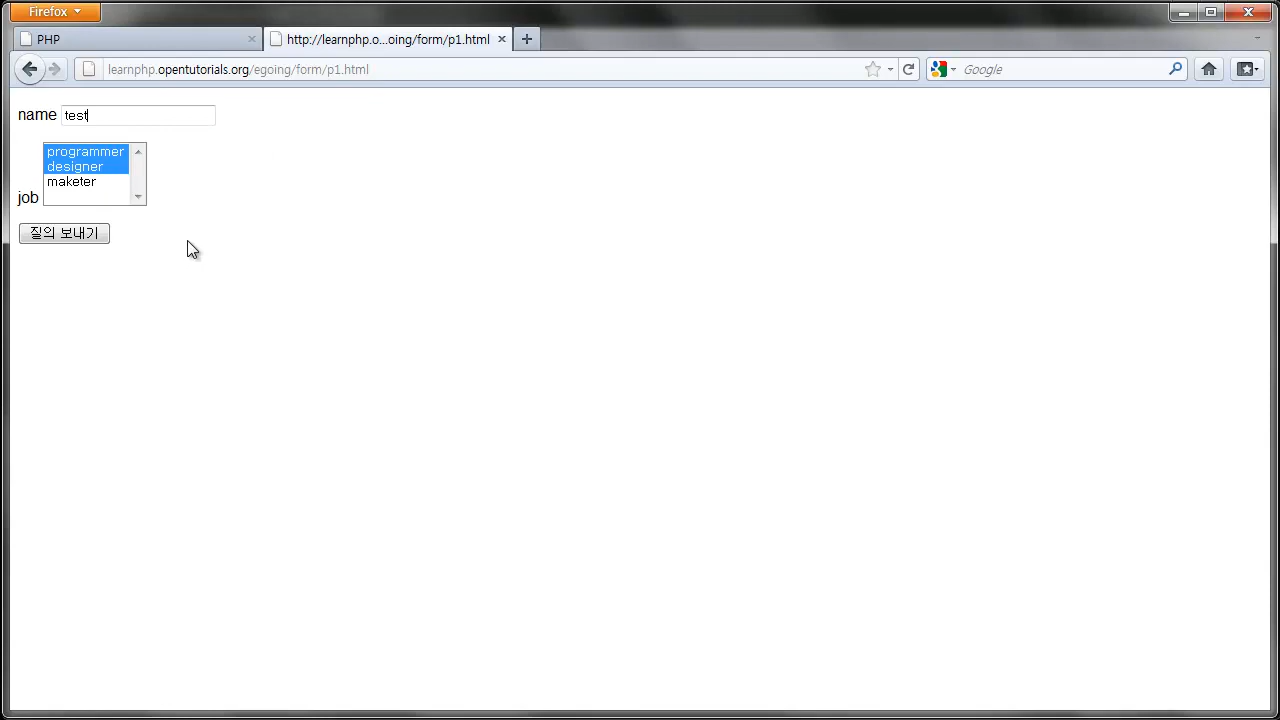 Firefox
PHP
http://learnphp.o...oing/form/p1.html
learnphp.opentutorials.org/egoing/form/p1.html
Google
name test
programmer
designer
maketer
job
질의 보내기